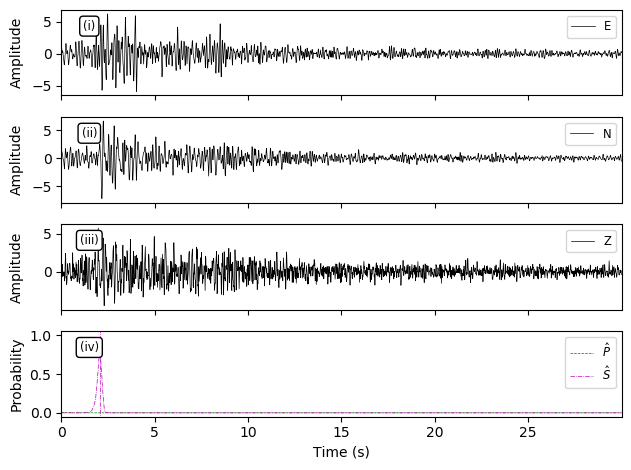 Amplitude
5
0
−5
(i)
E
Amplitude
5
0
−5
(ii)
N
Amplitude
5
0
(iii)
Z
Probability
1.0
0.5
0.0
(iv)
P̂
Ŝ
0 5 10 15 20 25
Time (s)